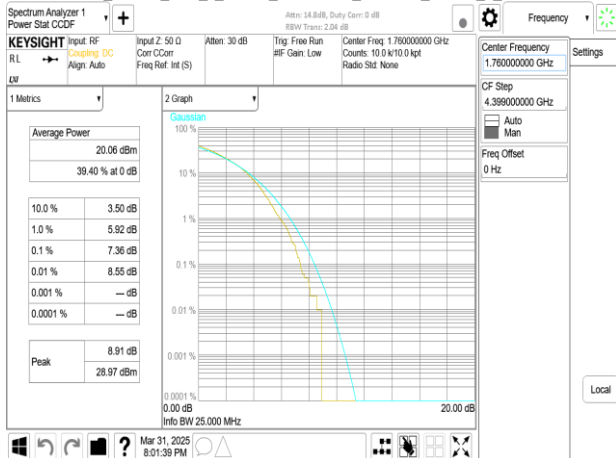 Spectrum Analyzer 1
Power Stat CCDF
Attn: 14.8dB, Duty Corr: 0 dB
RBW Trans: 2.04 dB
Frequency
KEYSIGHT
RL
LXI
Input: RF
Coupling: DC
Align: Auto
Input Z: 50 Ω
Corr CCorr
Freq Ref: Int (S)
Atten: 30 dB
Trig: Free Run
#IF Gain: Low
Center Freq: 1.760000000 GHz
Counts: 10.0 k/10.0 kpt
Radio Std: None
Center Frequency
1.760000000 GHz
Settings
CF Step
4.399000000 GHz
Auto
Man
Freq Offset
0 Hz
Local
1 Metrics
Average Power
20.06 dBm
39.40 % at 0 dB
10.0 % 3.50 dB
1.0 % 5.92 dB
0.1 % 7.36 dB
0.01 % 8.55 dB
0.001 % --- dB
0.0001 % --- dB
Peak
8.91 dB
28.97 dBm
2 Graph
Gaussian
100 %
10 %
1 %
0.1 %
0.01 %
0.001 %
0.0001 %
0.00 dB 20.00 dB
Info BW 25.000 MHz
?
Mar 31, 2025
8:01:39 PM